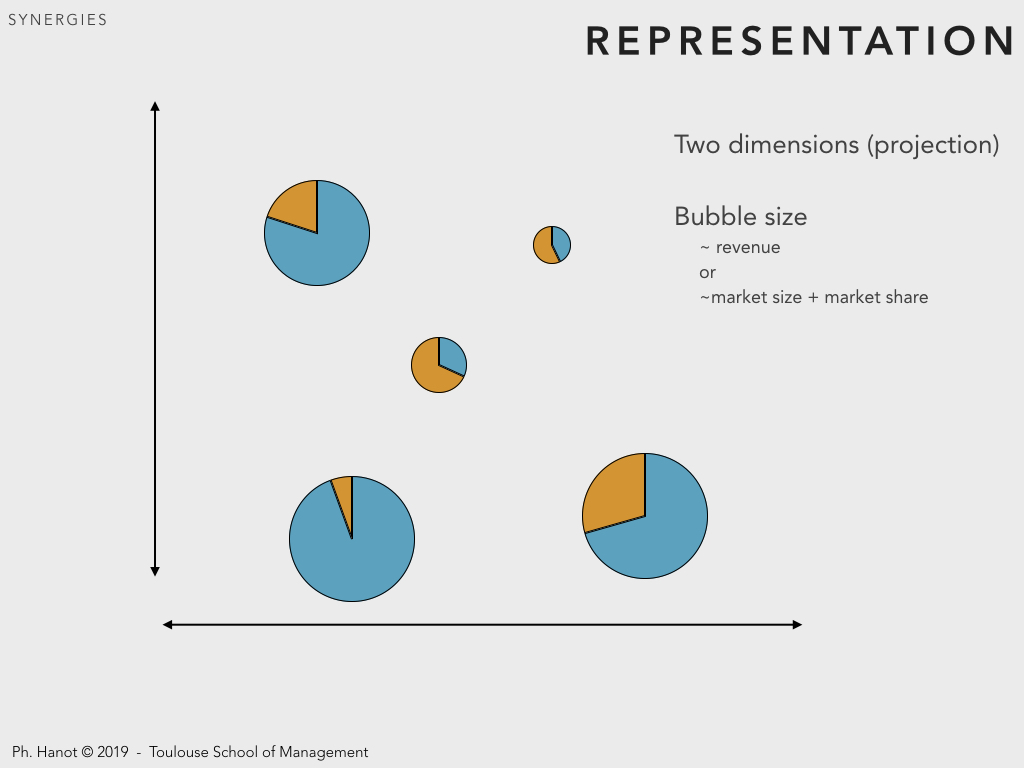 SYNERGIES
REPRESENTATION
Two dimensions (projection)
Bubble size
~ revenue
or
~market size + market share
Ph. Hanot © 2019 - Toulouse School of Management